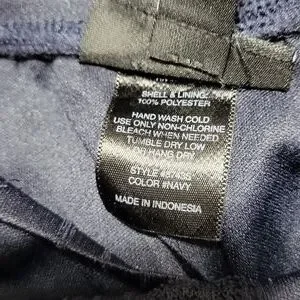 SHELL & LINING:
100% POLYESTER
HAND WASH COLD
USE ONLY NON-CHLORINE
BLEACH WHEN NEEDED
TUMBLE DRY LOW
OR HANG DRY
STYLE
COLOR #NAVY
MADE IN INDONESIA